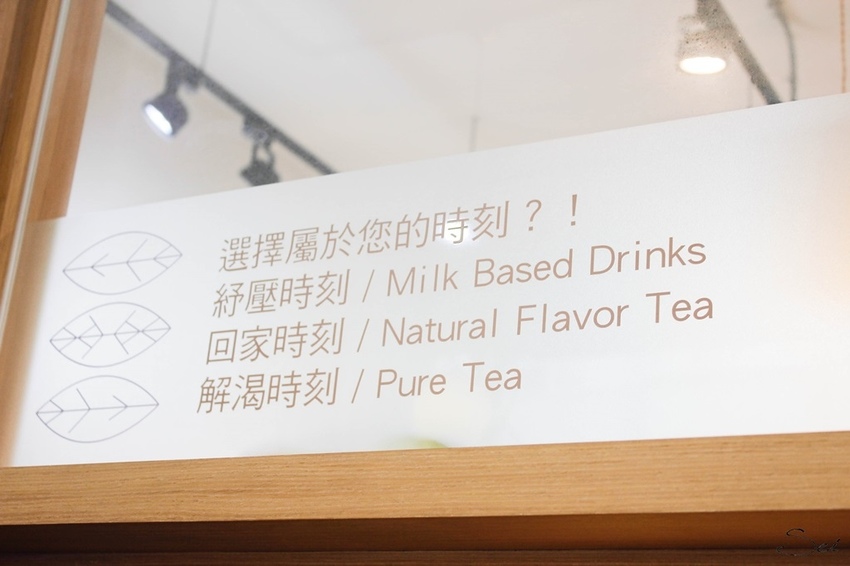 選擇屬於您的時刻？！
紓壓時刻 / Milk Based Drinks
回家時刻 / Natural Flavor Tea
解渴時刻 / Pure Tea